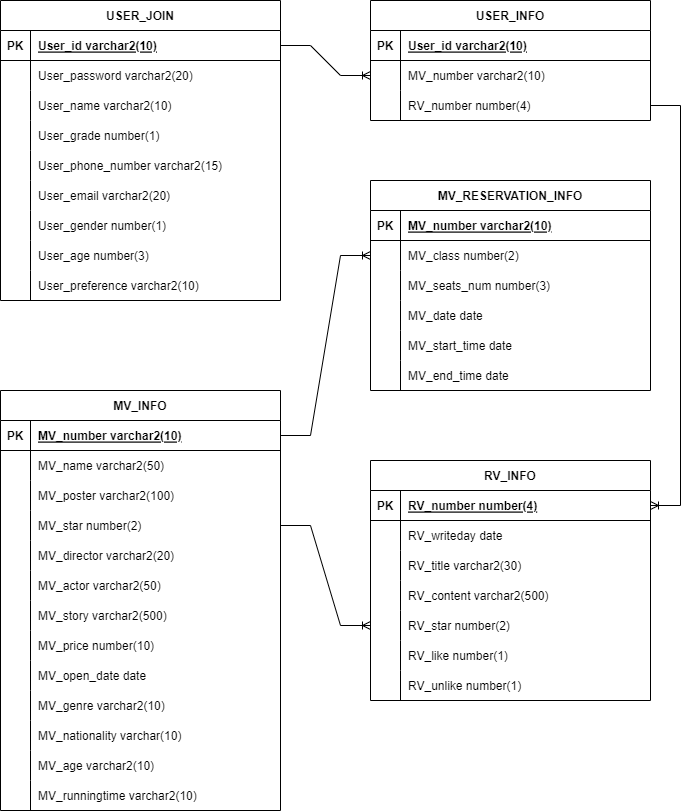 USER_JOIN
PK User_id varchar2(10)
User_password varchar2(20)
User_name varchar2(10)
User_grade number(1)
User_phone_number varchar2(15)
User_email varchar2(20)
User_gender number(1)
User_age number(3)
User_preference varchar2(10)
USER_INFO
PK User_id varchar2(10)
MV_number varchar2(10)
RV_number number(4)
MV_RESERVATION_INFO
PK MV_number varchar2(10)
MV_class number(2)
MV_seats_num number(3)
MV_date date
MV_start_time date
MV_end_time date
MV_INFO
PK MV_number varchar2(10)
MV_name varchar2(50)
MV_poster varchar2(100)
MV_star number(2)
MV_director varchar2(20)
MV_actor varchar2(50)
MV_story varchar2(500)
MV_price number(10)
MV_open_date date
MV_genre varchar2(10)
MV_nationality varchar(10)
MV_age varchar2(10)
MV_runningtime varchar2(10)
RV_INFO
PK RV_number number(4)
RV_writeday date
RV_title varchar2(30)
RV_content varchar2(500)
RV_star number(2)
RV_like number(1)
RV_unlike number(1)